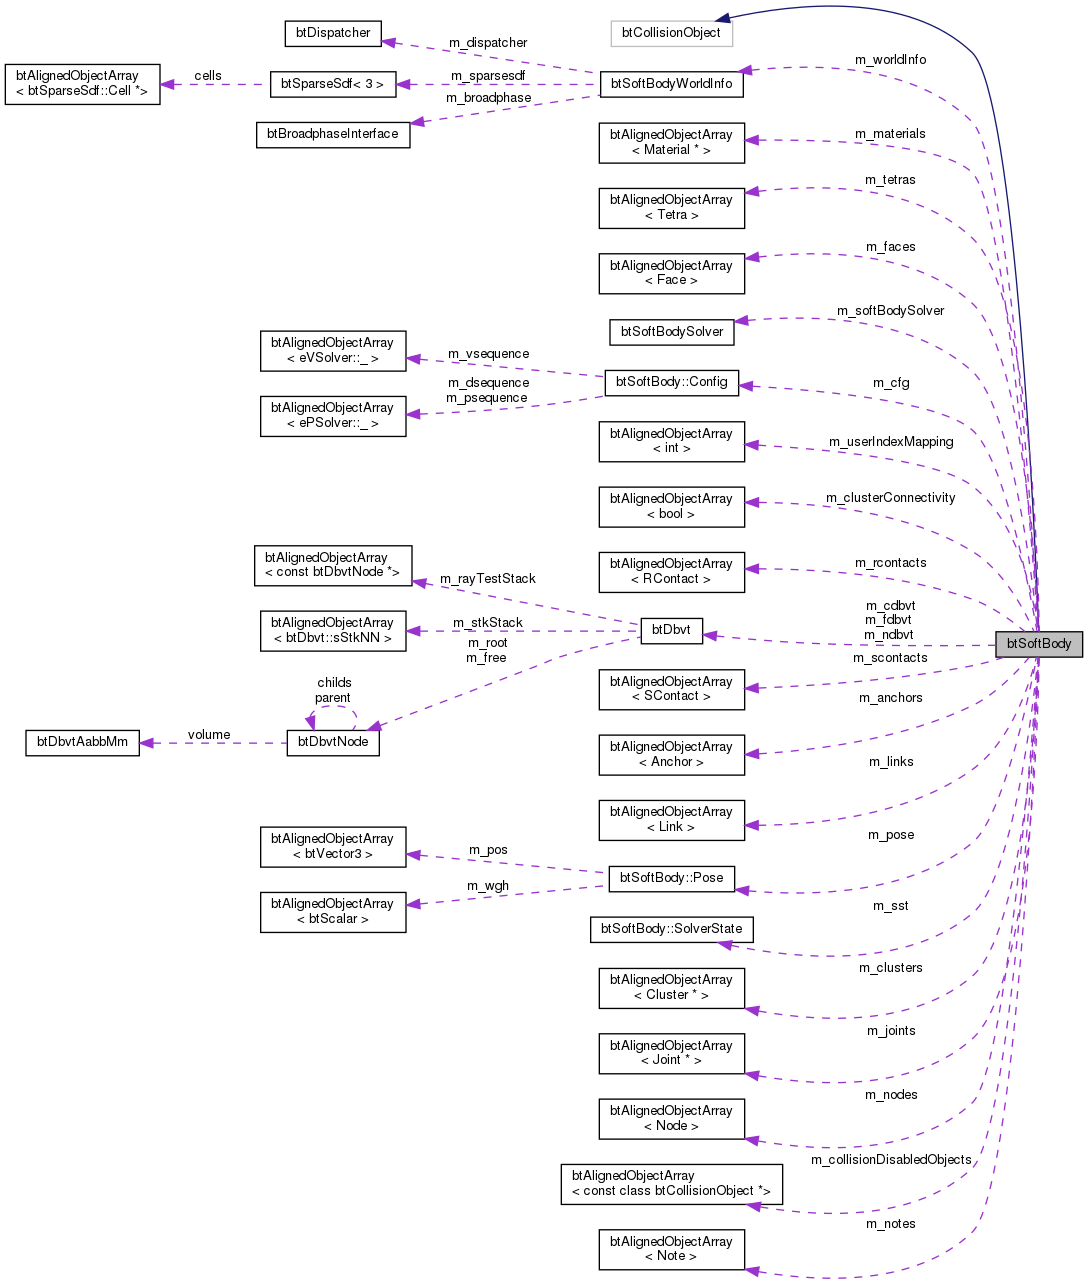 btDispatcher
btCollisionObject
m_dispatcher
m_worldInfo
btAlignedObjectArray
< btSparseSdf::Cell *>
cells
btSparseSdf< 3 >
m_sparsesdf
btSoftBodyWorldInfo
m_broadphase
btBroadphaseInterface
btAlignedObjectArray
< Material * >
m_materials
m_tetras
btAlignedObjectArray
< Tetra >
m_faces
btAlignedObjectArray
< Face >
m_softBodySolver
btSoftBodySolver
btAlignedObjectArray
< eVSolver::_ >
m_vsequence
m_dsequence
m_psequence
btSoftBody::Config
m_cfg
btAlignedObjectArray
< ePSolver::_ >
btAlignedObjectArray
< int >
m_userIndexMapping
btAlignedObjectArray
< bool >
m_clusterConnectivity
btAlignedObjectArray
< const btDbvtNode *>
m_rayTestStack
btAlignedObjectArray
< RContact >
m_rcontacts
btAlignedObjectArray
< btDbvt::sStkNN >
m_stkStack
btDbvt
m_cdbvt
m_fdbvt
m_ndbvt
btSoftBody
m_root
m_free
m_scontacts
btAlignedObjectArray
< SContact >
childs
parent
m_anchors
btDbvtAabbMm
volume
btDbvtNode
btAlignedObjectArray
< Anchor >
m_links
btAlignedObjectArray
< Link >
btAlignedObjectArray
< btVector3 >
m_pos
m_pose
btSoftBody::Pose
m_wgh
btAlignedObjectArray
< btScalar >
m_sst
btSoftBody::SolverState
m_clusters
btAlignedObjectArray
< Cluster * >
m_joints
btAlignedObjectArray
< Joint * >
m_nodes
btAlignedObjectArray
< Node >
m_collisionDisabledObjects
btAlignedObjectArray
< const class btCollisionObject *>
m_notes
btAlignedObjectArray
< Note >